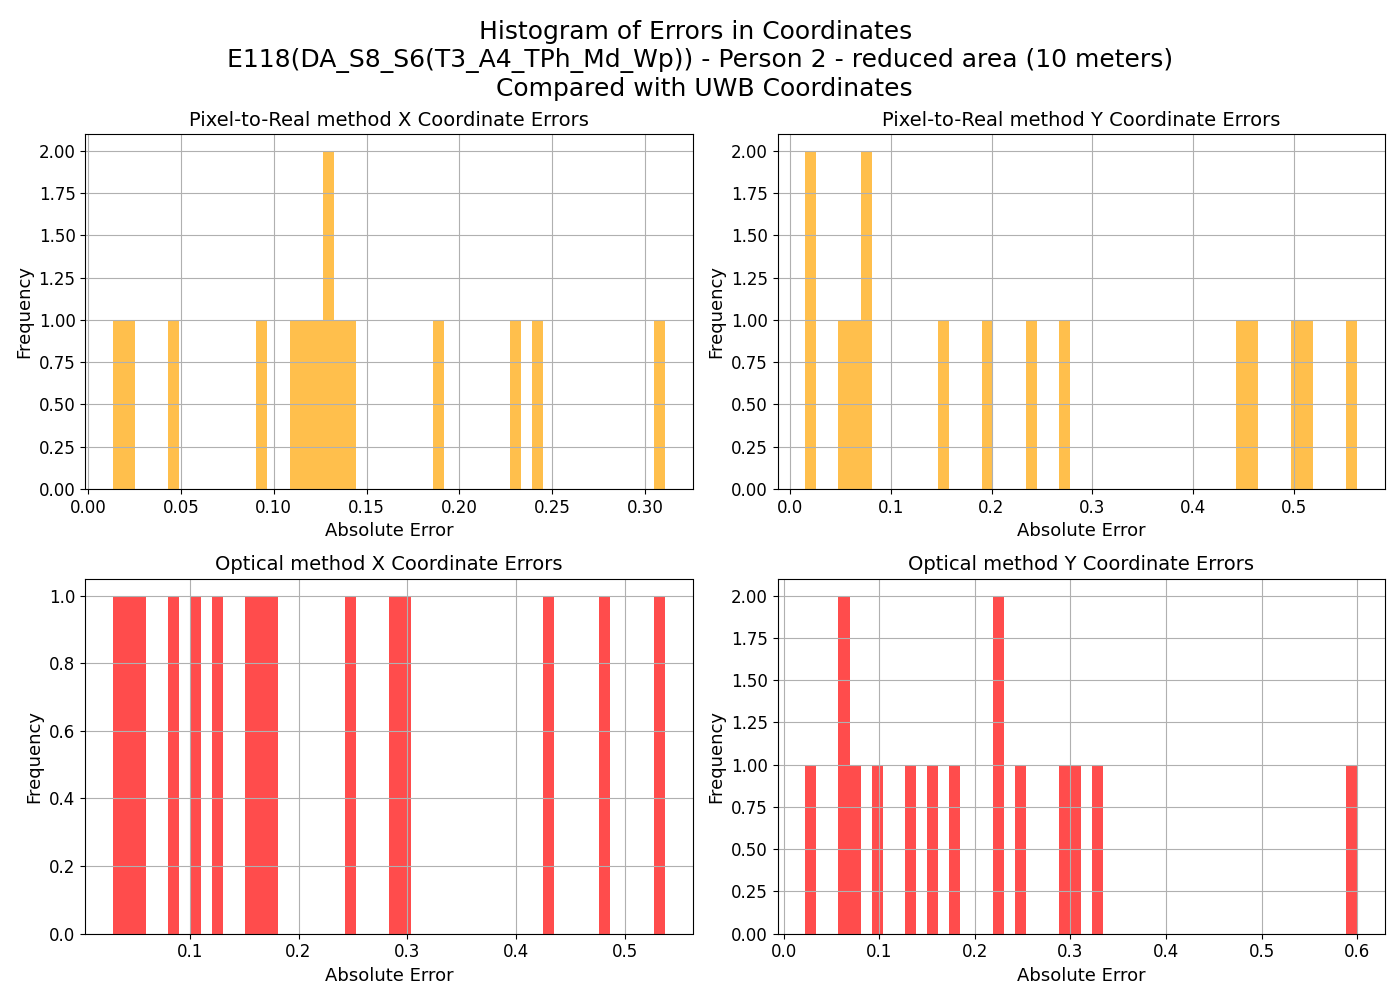 Histogram of Errors in Coordinates
E118(DA_S8_S6(T3_A4_TPh_Md_Wp)) - Person 2 - reduced area (10 meters)
Compared with UWB Coordinates
Pixel-to-Real method X Coordinate Errors
2.00
1.75
1.50
1.25
1.00
0.75
0.50
0.25
0.00
Frequency
0.00 0.05 0.10 0.15 0.20 0.25 0.30
Absolute Error
Pixel-to-Real method Y Coordinate Errors
2.00
1.75
1.50
1.25
1.00
0.75
0.50
0.25
0.00
Frequency
0.0 0.1 0.2 0.3 0.4 0.5
Absolute Error
Optical method X Coordinate Errors
1.0
0.8
0.6
0.4
0.2
0.0
Frequency
0.1 0.2 0.3 0.4 0.5
Absolute Error
Optical method Y Coordinate Errors
2.00
1.75
1.50
1.25
1.00
0.75
0.50
0.25
0.00
Frequency
0.0 0.1 0.2 0.3 0.4 0.5 0.6
Absolute Error